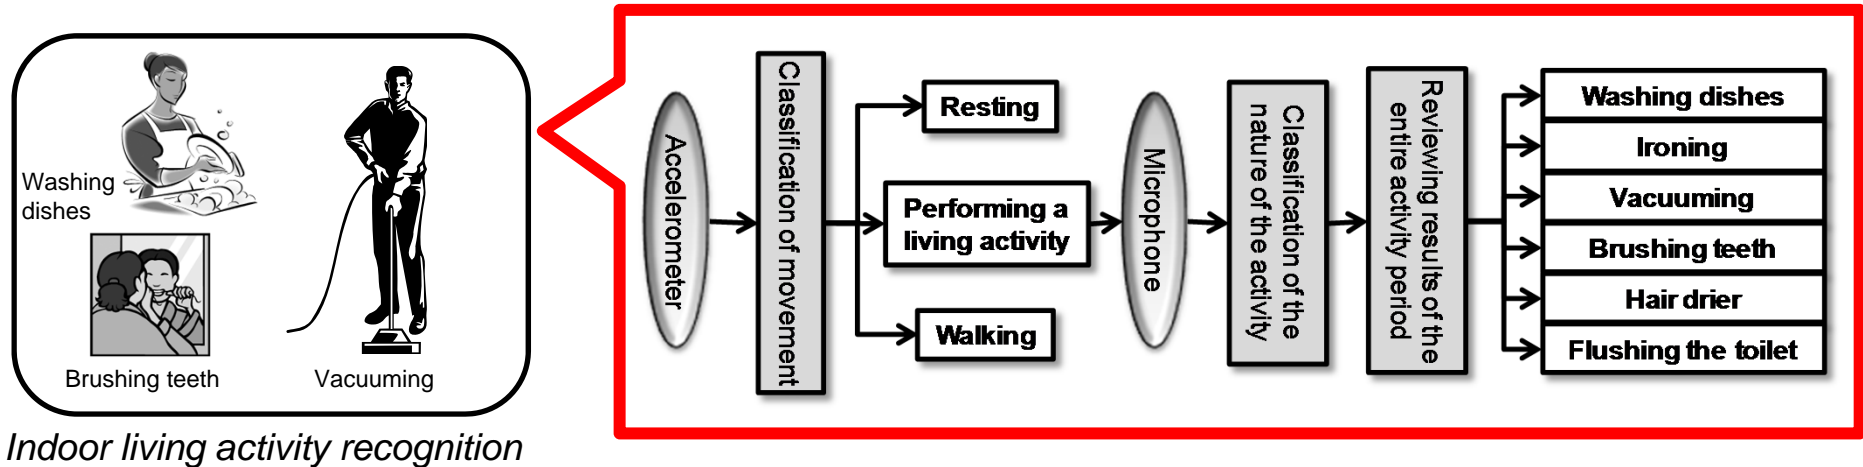 Washing
dishes
Brushing teeth
Vacuuming
Indoor living activity recognition
Accelerometer
Classification of movement
Resting
Performing a
living activity
Walking
Microphone
Classification of the
nature of the activity
Reviewing results of the
entire activity period
Washing dishes
Ironing
Vacuuming
Brushing teeth
Hair drier
Flushing the toilet